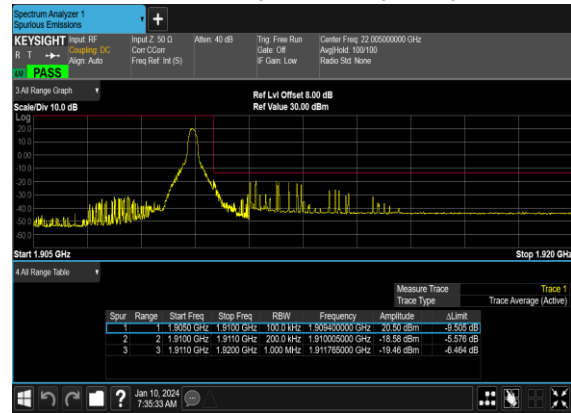 Spectrum Analyzer 1
Spurious Emissions
+
KEYSIGHT Input: RF Input Z: 50 Ω Atten: 40 dB Trig: Free Run Center Freq: 22.005000000 GHz
R T Coupling: DC Corr CCorr Gate: Off Avg|Hold: 100/100
Align: Auto Freq Ref: Int (S) IF Gain: Low Radio Std: None
PASS
3 All Range Graph
Ref Lvl Offset 8.00 dB
Scale/Div 10.0 dB Ref Value 30.00 dBm
Log
20.0
10.0
0.00
-10.0
-20.0
-30.0
-40.0
-50.0
-60.0
Start 1.905 GHz Stop 1.920 GHz
4 All Range Table
Measure Trace Trace 1
Trace Type Trace Average (Active)
Spur Range Start Freq Stop Freq RBW Frequency Amplitude ΔLimit
1 1 1.9050 GHz 1.9100 GHz 100.0 kHz 1.909400000 GHz 20.50 dBm -9.505 dB
2 2 1.9100 GHz 1.9110 GHz 200.0 kHz 1.910005000 GHz -18.58 dBm -5.576 dB
3 3 1.9110 GHz 1.9200 GHz 1.000 MHz 1.911765000 GHz -19.46 dBm -6.464 dB
? Jan 10, 2024
7:35:33 AM